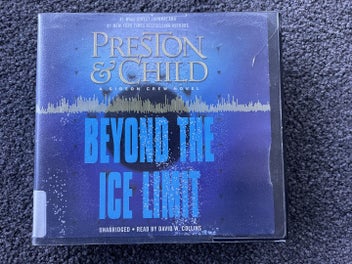 #1 NEW YORK TIMES BESTSELLING AUTHORS
PRESTON
& CHILD
A GIDEON CREW NOVEL
BEYOND THE
ICE LIMIT
UNABRIDGED • READ BY DAVID W. COLLINS